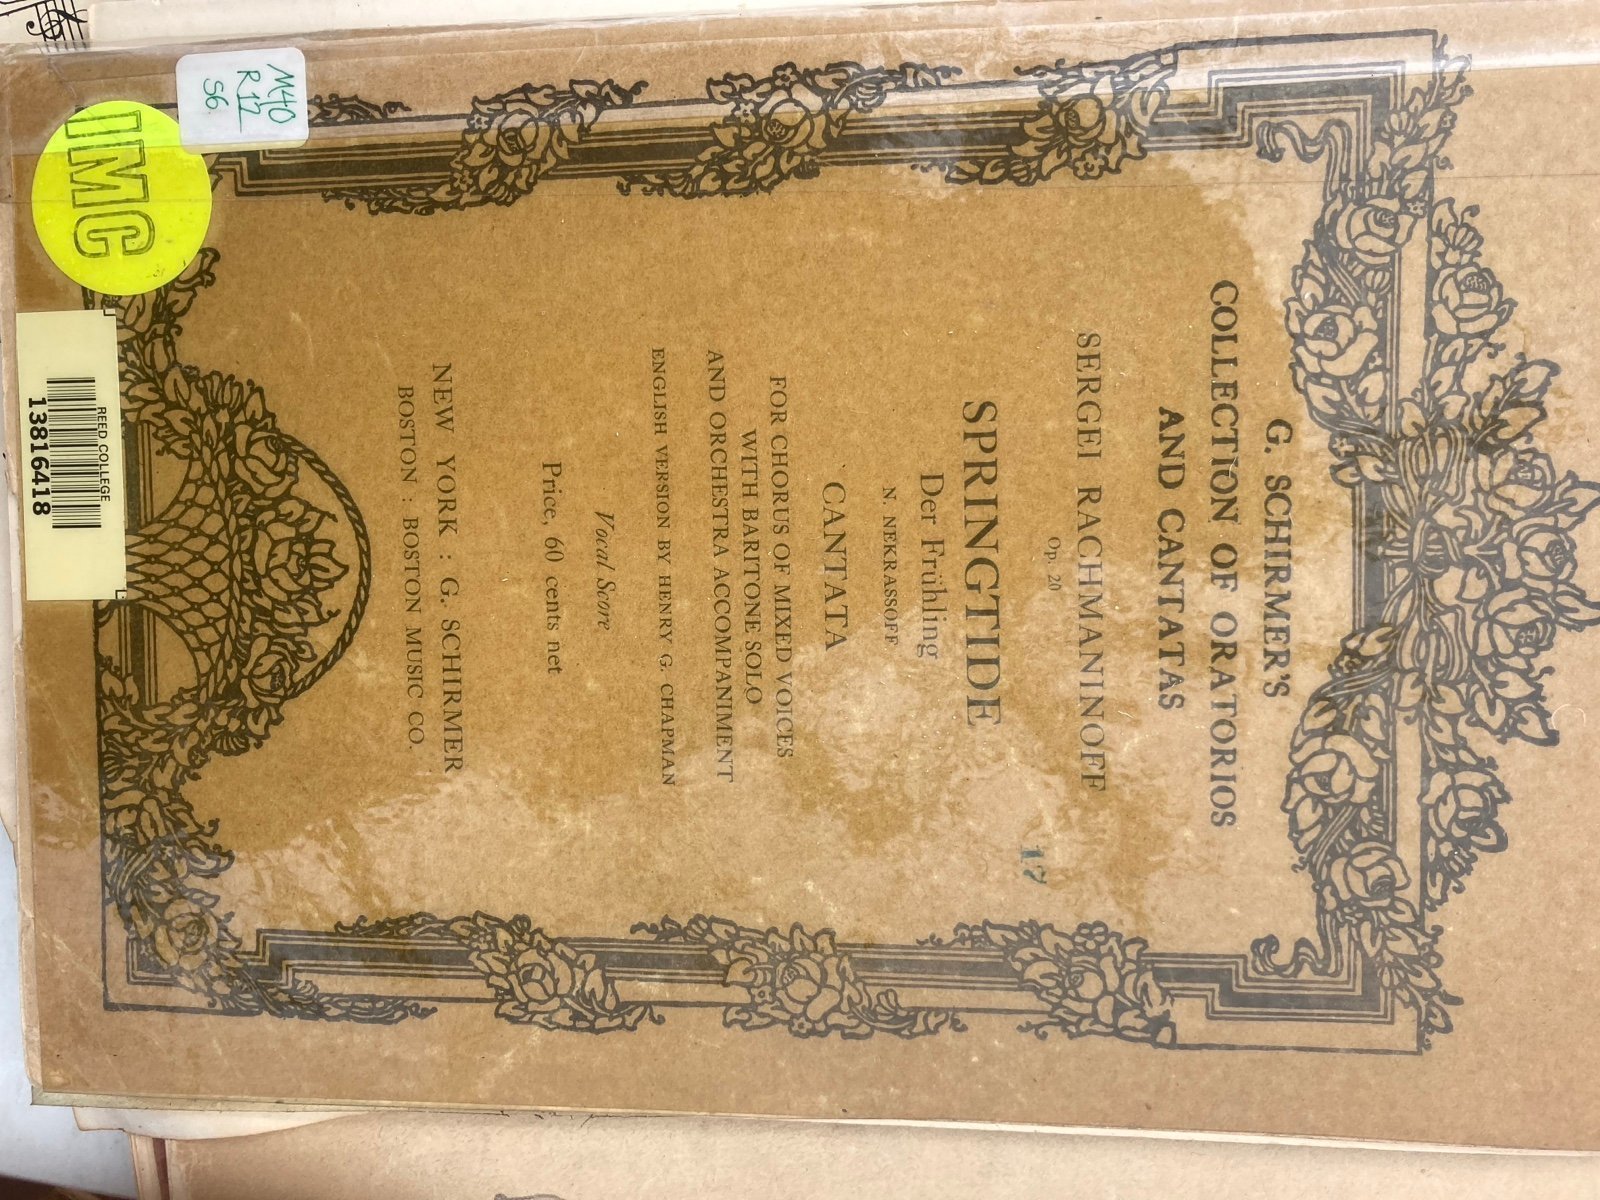 G. SCHIRMER'S
COLLECTION OF ORATORIOS
AND CANTATAS
SERGEI RACHMANINOFF
Op. 20
17
SPRINGTIDE
Der Frühling
N. NEKRASSOFF
CANTATA
FOR CHORUS OF MIXED VOICES
WITH BARITONE SOLO
AND ORCHESTRA ACCOMPANIMENT
ENGLISH VERSION BY HENRY G. CHAPMAN
Vocal Score
Price, 60 cents net
NEW YORK : G. SCHIRMER
BOSTON : BOSTON MUSIC CO.
M40
R17
S6
IMC
REED COLLEGE
13816418